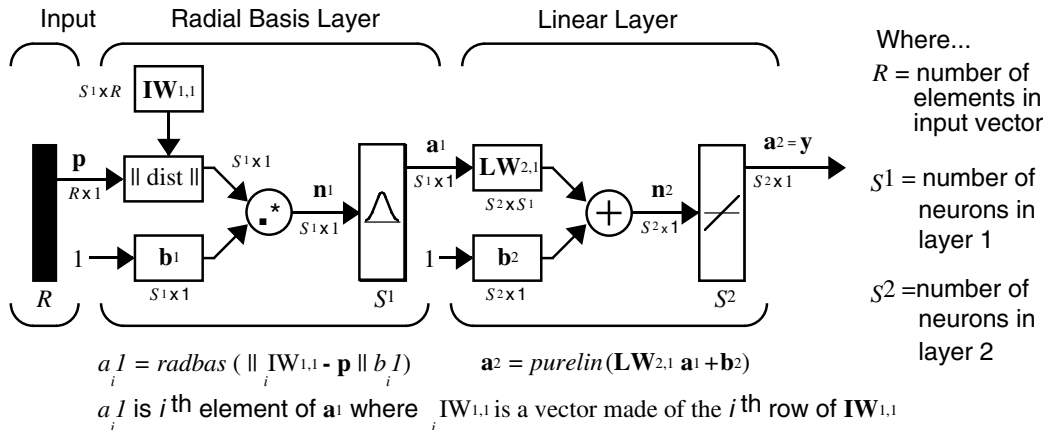 Input Radial Basis Layer Linear Layer
Where...
R = number of
elements in
input vector
S1 = number of
neurons in
layer 1
S2 =number of
neurons in
layer 2
S1 x R IW1,1
p
R x 1
|| dist ||
S1 x 1
.*
1 b1
S1 x 1
n1
S1 x 1
a1
S1 x 1
LW2,1
S2 x S1
1 b2
S2 x 1
+
n2
S2 x 1
a2 = y
S2 x 1
R S1 S2
ai1 = radbas ( || iIW1,1 - p || bi1)
a2 = purelin(LW2,1 a1 +b2)
ai1 is i th element of a1 where iIW1,1 is a vector made of the i th row of IW1,1